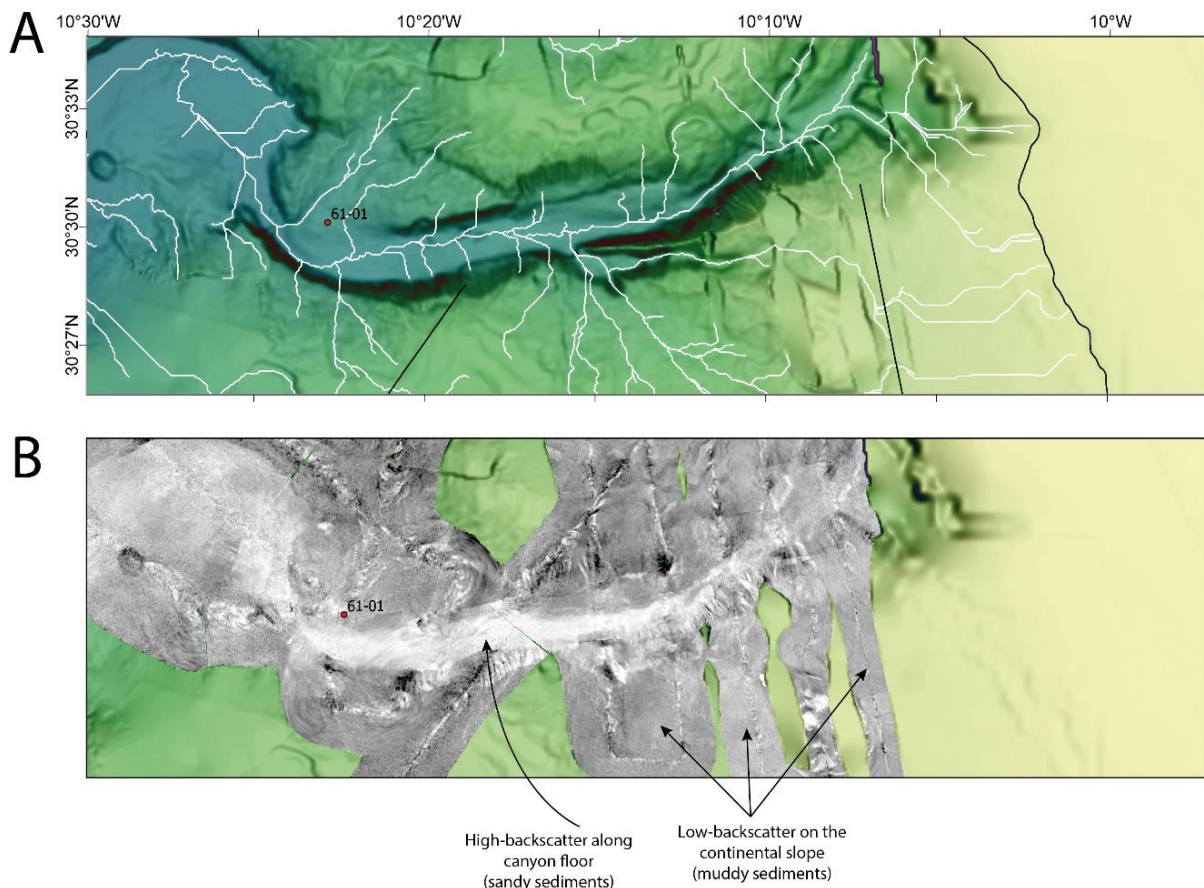 A
10°30'W
10°20'W
10°10'W
10°W
30°33'N
30°30'N
30°27'N
61-01
B
61-01
High-backscatter along
canyon floor
(sandy sediments)
Low-backscatter on the
continental slope
(muddy sediments)